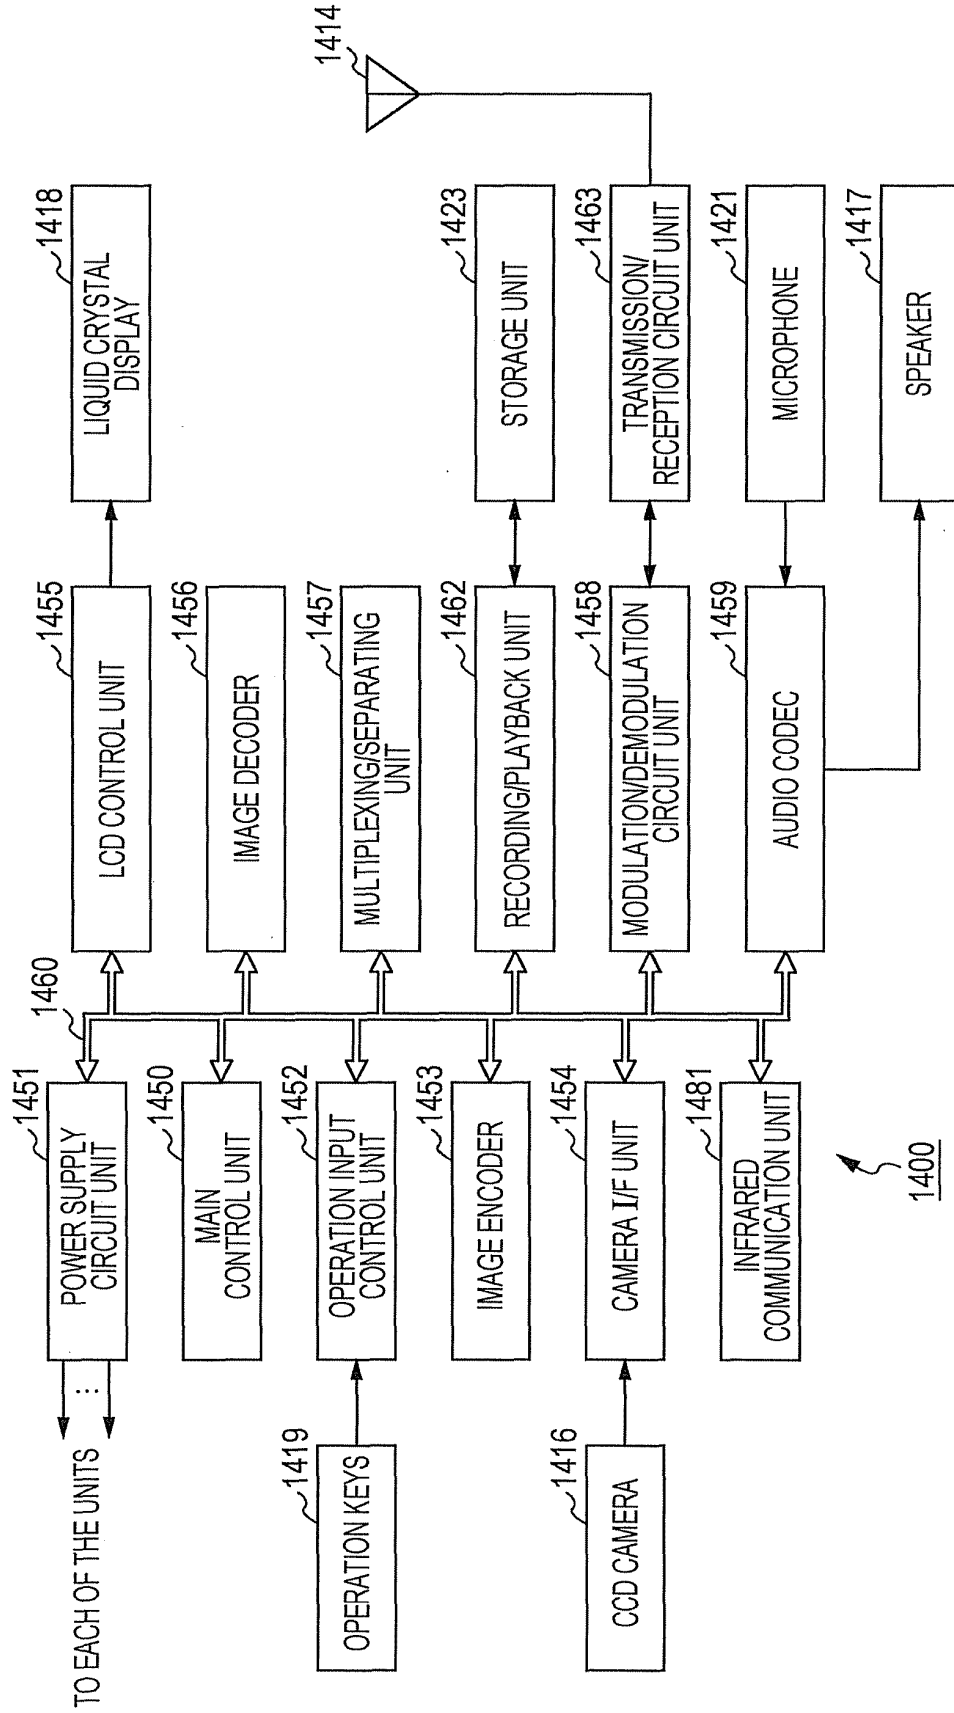 TO EACH OF THE UNITS
...
1451
POWER SUPPLY
CIRCUIT UNIT
1460
1455
LCD CONTROL UNIT
1418
LIQUID CRYSTAL
DISPLAY
1450
MAIN
CONTROL UNIT
1456
IMAGE DECODER
1419
OPERATION KEYS
1452
OPERATION INPUT
CONTROL UNIT
1457
MULTIPLEXING/SEPARATING
UNIT
1414
1453
IMAGE ENCODER
1462
RECORDING/PLAYBACK UNIT
1423
STORAGE UNIT
1416
CCD CAMERA
1454
CAMERA I/F UNIT
1458
MODULATION/DEMODULATION
CIRCUIT UNIT
1463
TRANSMISSION/
RECEPTION CIRCUIT UNIT
1481
INFRARED
COMMUNICATION UNIT
1459
AUDIO CODEC
1421
MICROPHONE
1417
SPEAKER
1400